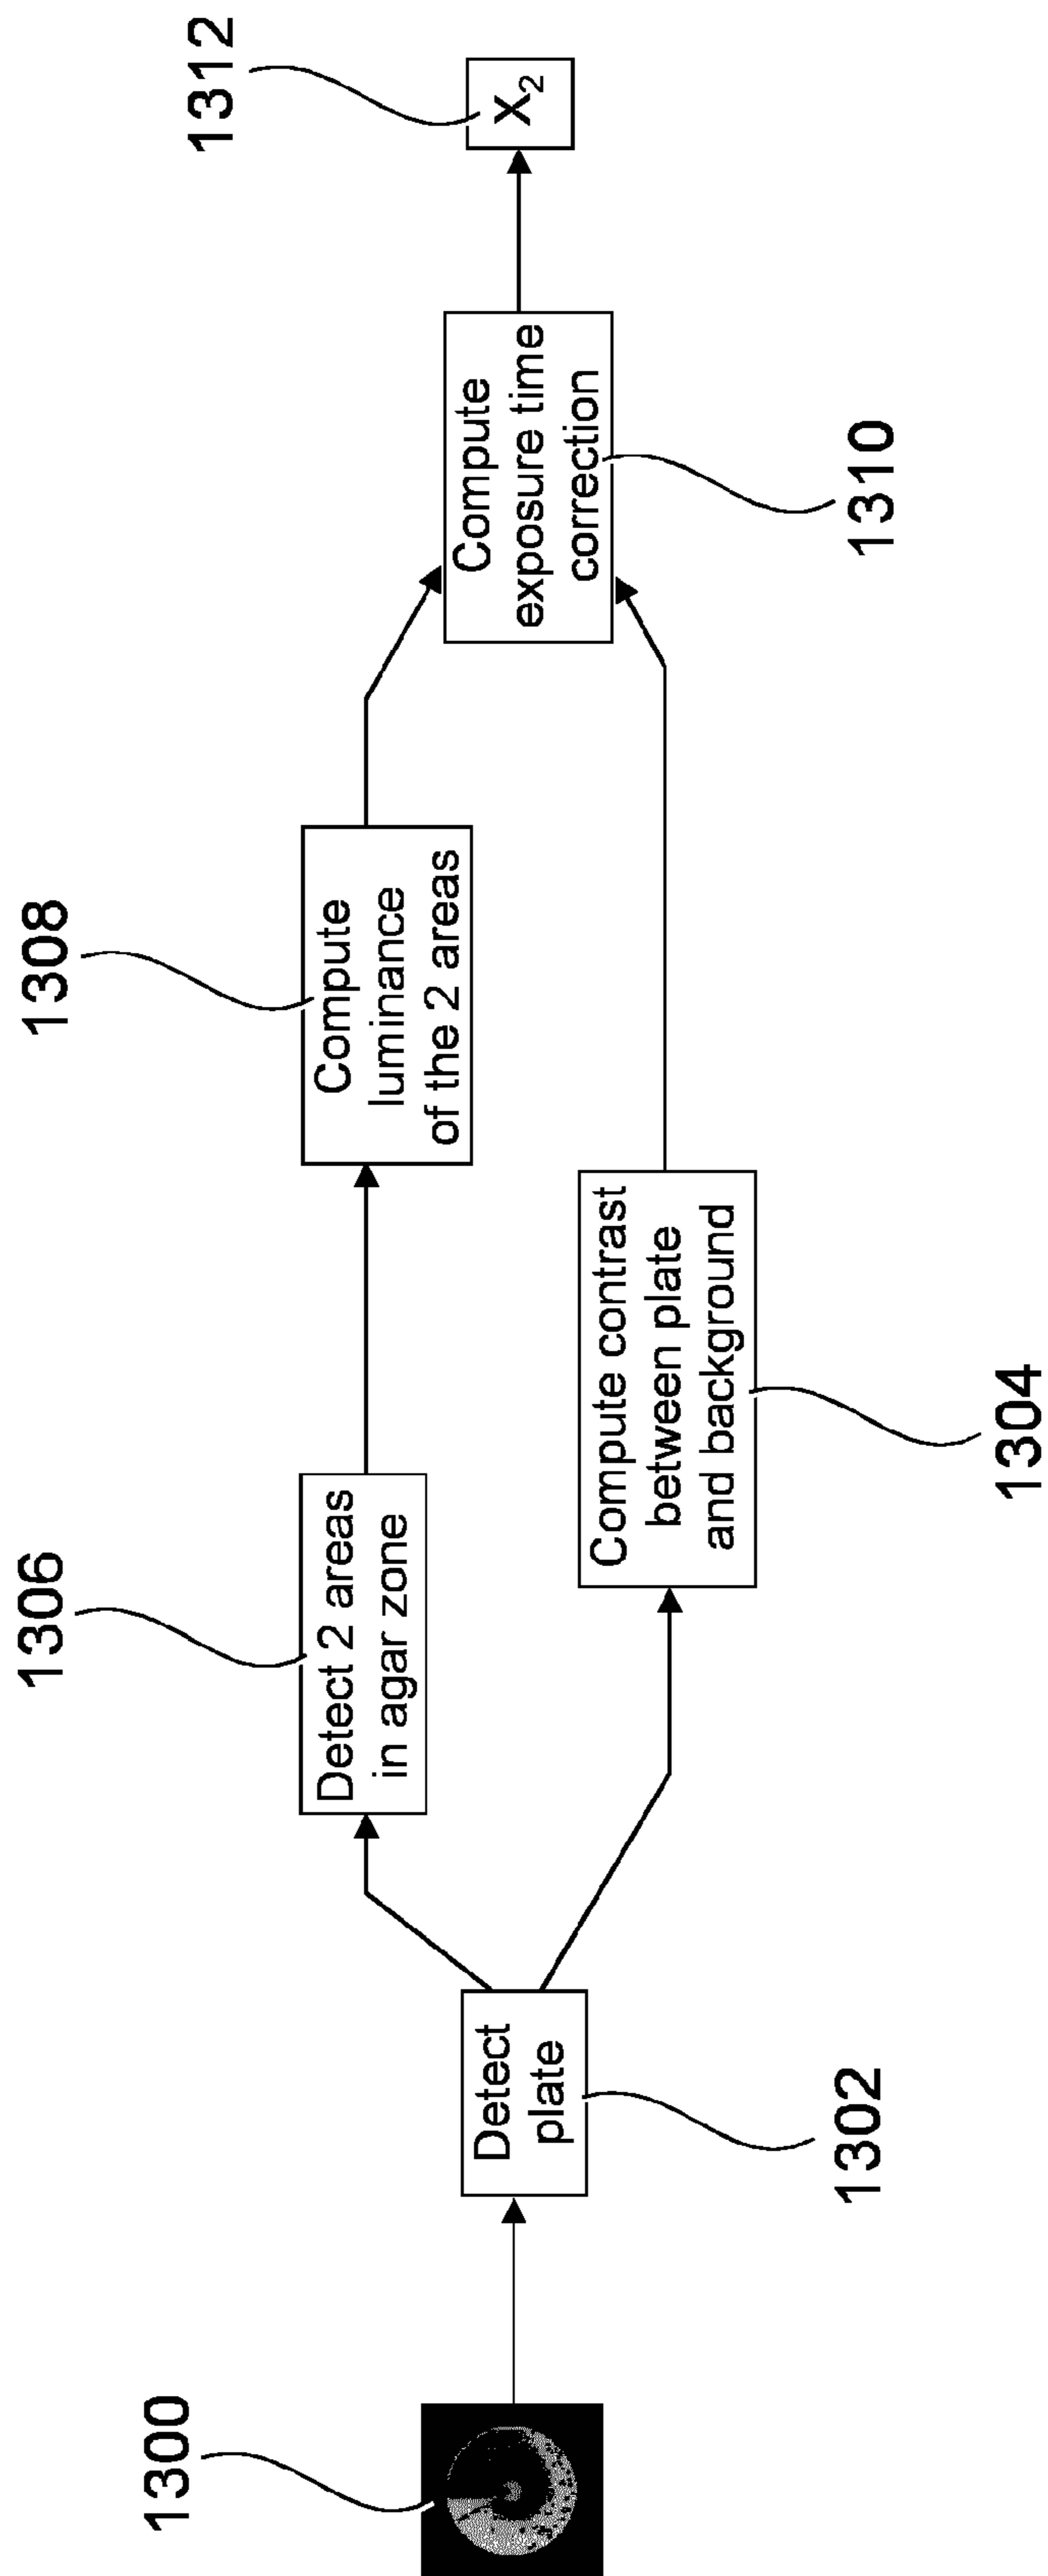 1300
Detect
plate
1302
1306
Detect 2 areas
in agar zone
Compute contrast
between plate
and background
1304
1308
Compute
luminance
of the 2 areas
Compute
exposure time
correction
1310
X₂
1312